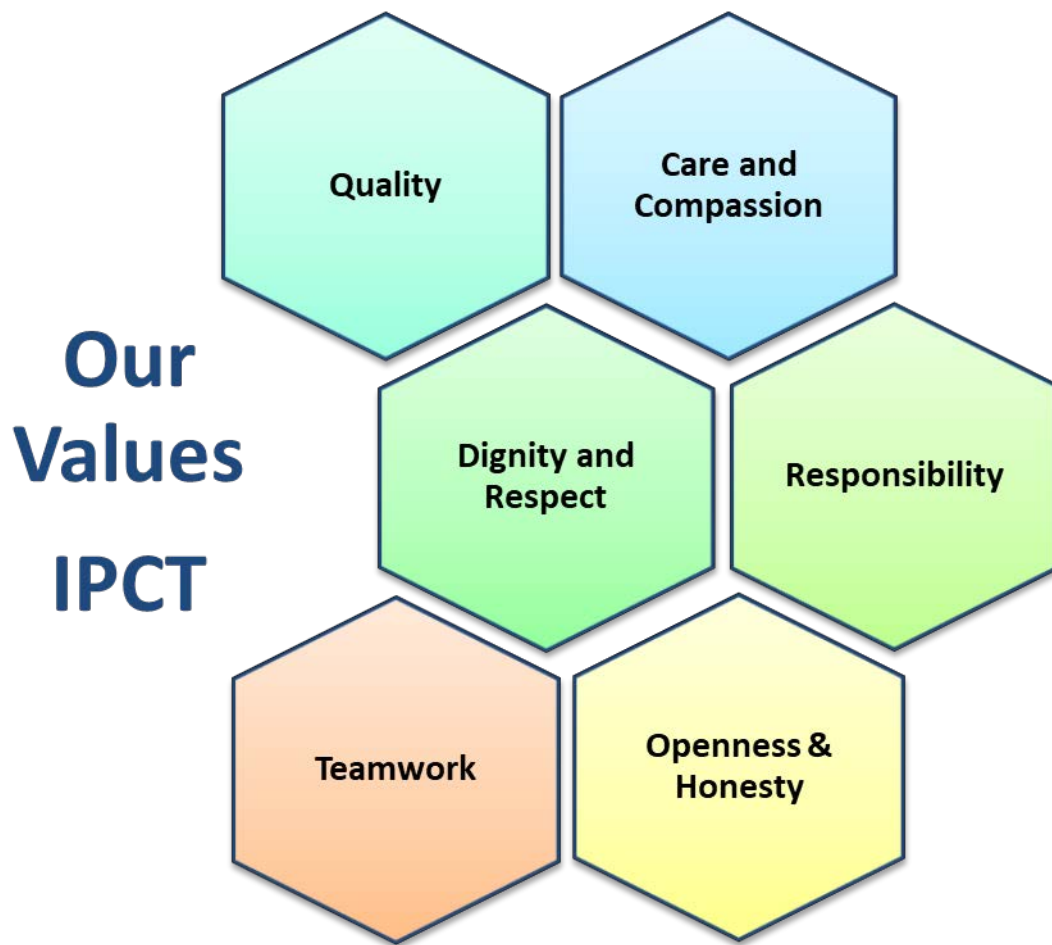 Our
Values
IPCT
Quality
Care and
Compassion
Dignity and
Respect
Responsibility
Teamwork
Openness &
Honesty